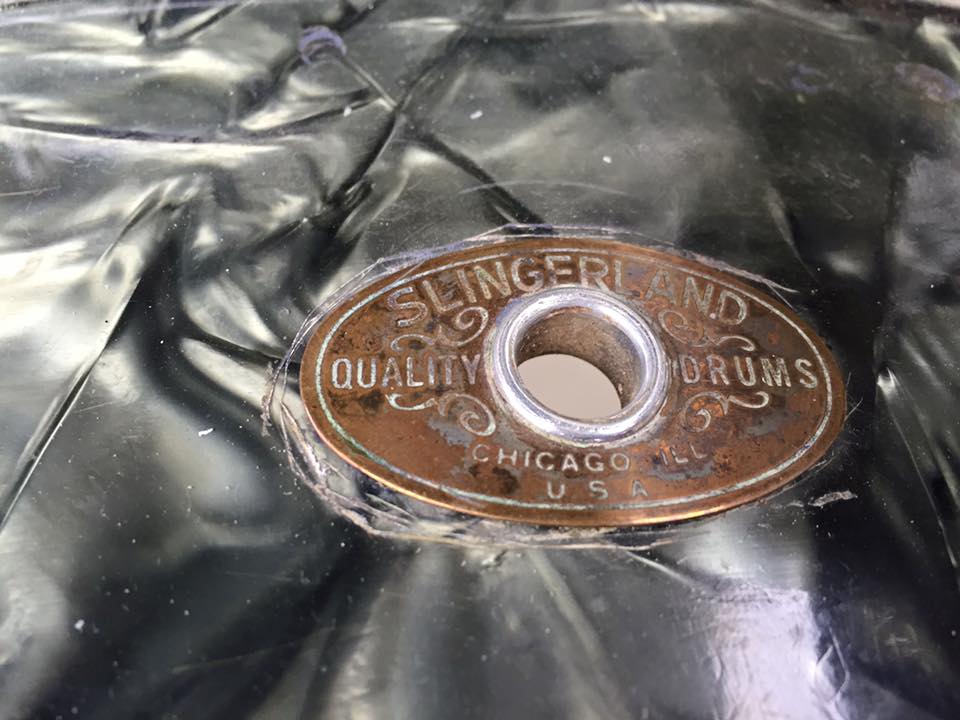 SLINGERLAND
QUALITY DRUMS
CHICAGO ILL
USA